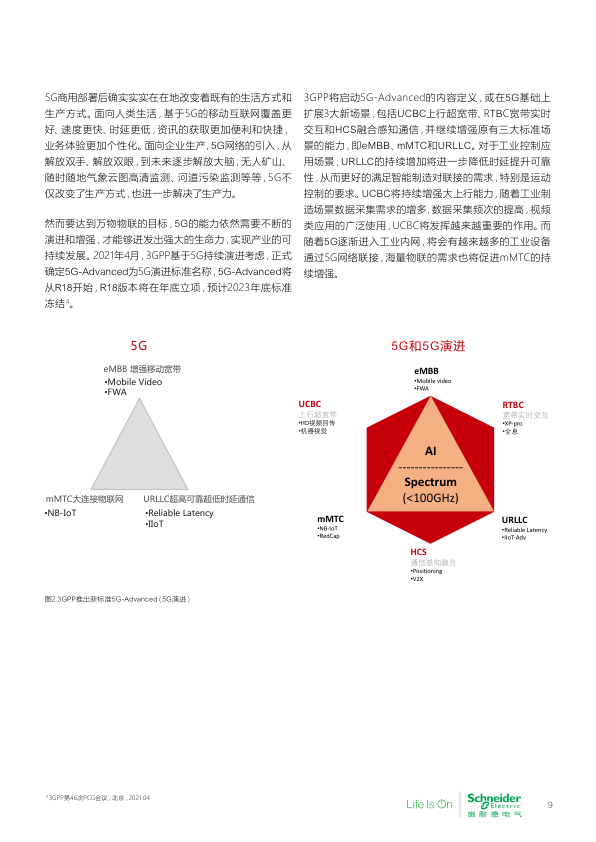 5G商用部署后确实实实在在地改变着既有的生活方式和
生产方式。面向人类生活，基于5G的移动互联网覆盖更
好、速度更快、时延更低，资讯的获取更加便利和快捷，
业务体验更加个性化。面向企业生产，5G网络的引入，从
解放双手、解放双眼，到未来逐步解放大脑；无人矿山、
随时随地气象云图高清监测、河道污染监测等等，5G不
仅改变了生产方式，也进一步解决了生产力。
然而要达到万物物联的目标，5G的能力依然需要不断的
演进和增强，才能够迸发出强大的生命力，实现产业的可
持续发展。2021年4月，3GPP基于5G持续演进考虑，正式
确定5G-Advanced为5G演进标准名称，5G-Advanced将
从R18开始，R18版本将在年底立项，预计2023年底标准
冻结⁴。
3GPP将启动5G-Advanced的内容定义，或在5G基础上
扩展3大新场景，包括UCBC上行超宽带、RTBC宽带实时
交互和HCS融合感知通信，并继续增强原有三大标准场
景的能力，即eMBB、mMTC和URLLC。对于工业控制应
用场景，URLLC的持续增加将进一步降低时延提升可靠
性，从而更好的满足智能制造对联接的需求，特别是运动
控制的要求。UCBC将持续增强大上行能力，随着工业制
造场景数据采集需求的增多，数据采集频次的提高，视频
类应用的广泛使用，UCBC将发挥越来越重要的作用。而
随着5G逐渐进入工业内网，将会有越来越多的工业设备
通过5G网络联接，海量物联的需求也将促进mMTC的持
续增强。
5G
eMBB 增强移动宽带
•Mobile Video
•FWA
mMTC大连接物联网
•NB-IoT
URLLC超高可靠超低时延通信
•Reliable Latency
•IIoT
5G和5G演进
eMBB
•Mobile video
•FWA
UCBC
上行超宽带
•HD视频回传
•机器视觉
RTBC
宽带实时交互
•XP-pro
•全息
AI
Spectrum
(<100GHz)
mMTC
•NB-IoT
•RedCap
URLLC
•Reliable Latency
•IIoT-Adv
HCS
通信感知融合
•Positioning
•V2X
图2.3GPP推出新标准5G-Advanced（5G演进）
⁴3GPP第46次PCG会议，北京，2021.04
Life Is On
Schneider
Electric
施耐德电气
9